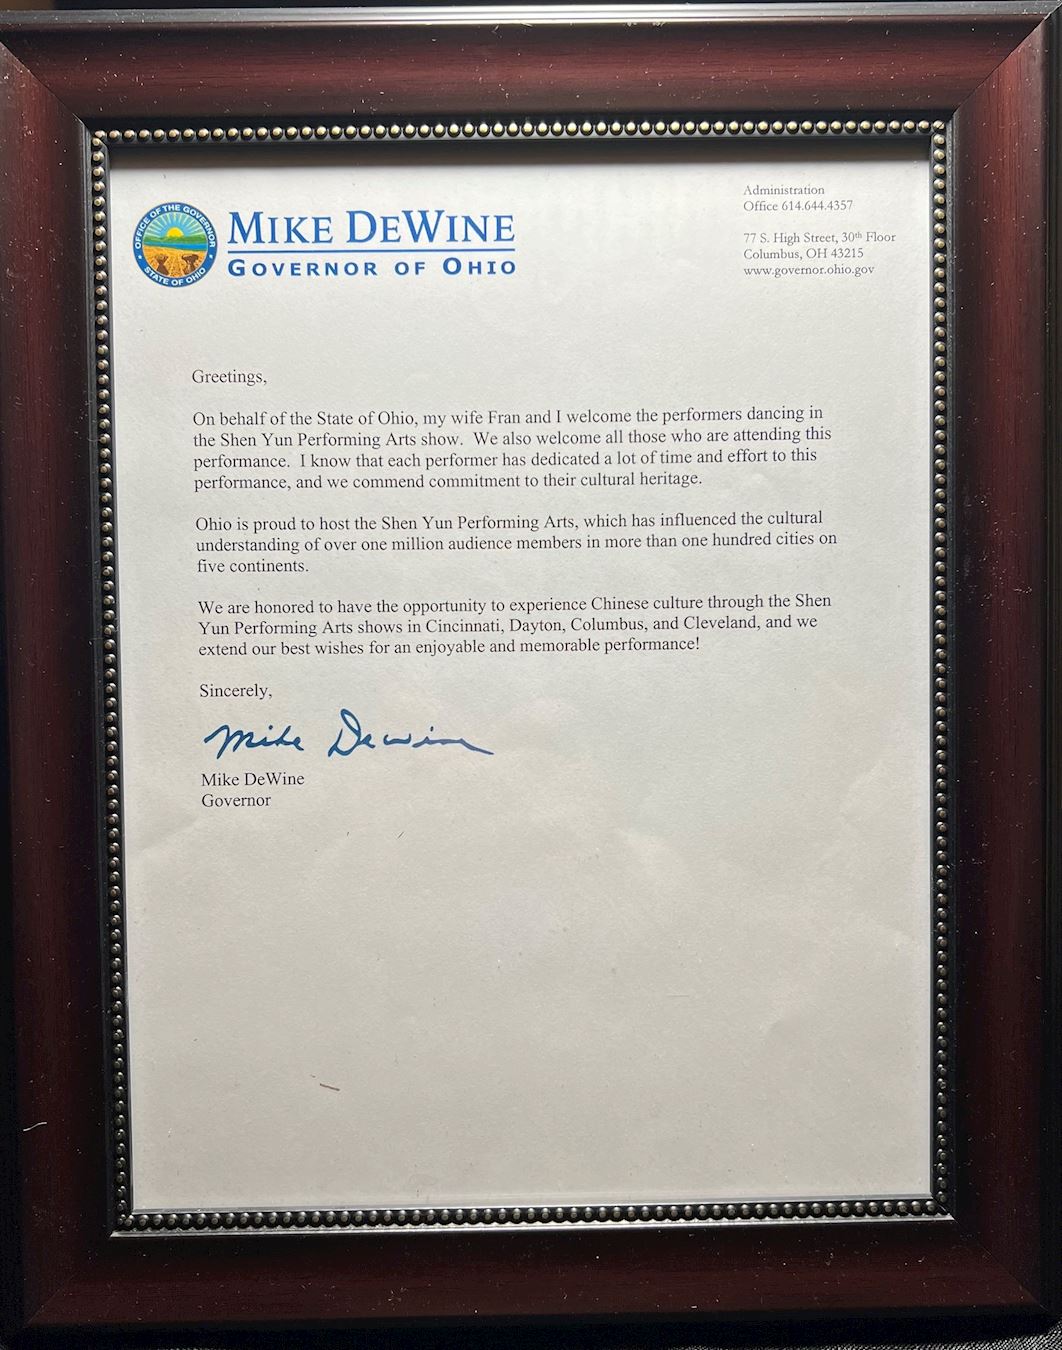 OFFICE OF THE GOVERNOR
STATE OF OHIO
MIKE DEWINE
GOVERNOR OF OHIO
Administration
Office 614.644.4357
77 S. High Street, 30th Floor
Columbus, OH 43215
www.governor.ohio.gov
Greetings,
On behalf of the State of Ohio, my wife Fran and I welcome the performers dancing in
the Shen Yun Performing Arts show. We also welcome all those who are attending this
performance. I know that each performer has dedicated a lot of time and effort to this
performance, and we commend commitment to their cultural heritage.
Ohio is proud to host the Shen Yun Performing Arts, which has influenced the cultural
understanding of over one million audience members in more than one hundred cities on
five continents.
We are honored to have the opportunity to experience Chinese culture through the Shen
Yun Performing Arts shows in Cincinnati, Dayton, Columbus, and Cleveland, and we
extend our best wishes for an enjoyable and memorable performance!
Sincerely,
Mike DeWine
Mike DeWine
Governor